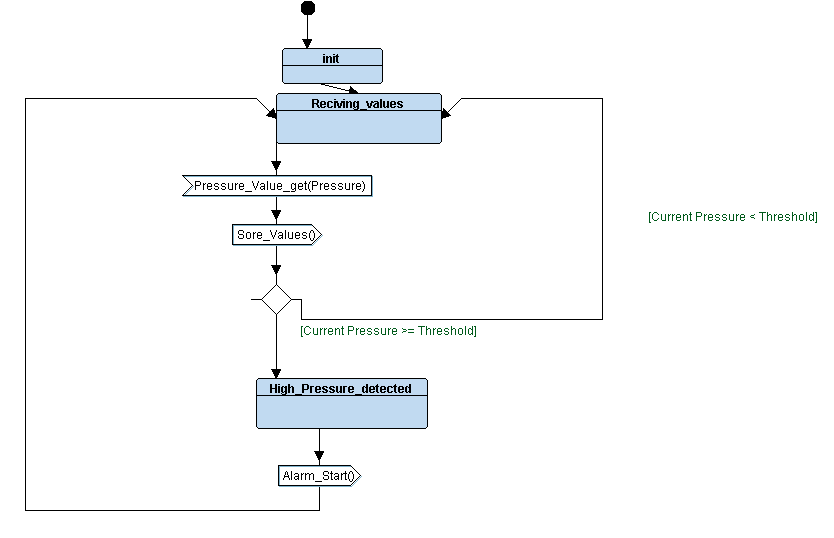 init
Reciving_values
Pressure_Value_get(Pressure)
[Current Pressure < Threshold]
Sore_Values()
[Current Pressure >= Threshold]
High_Pressure_detected
Alarm_Start()